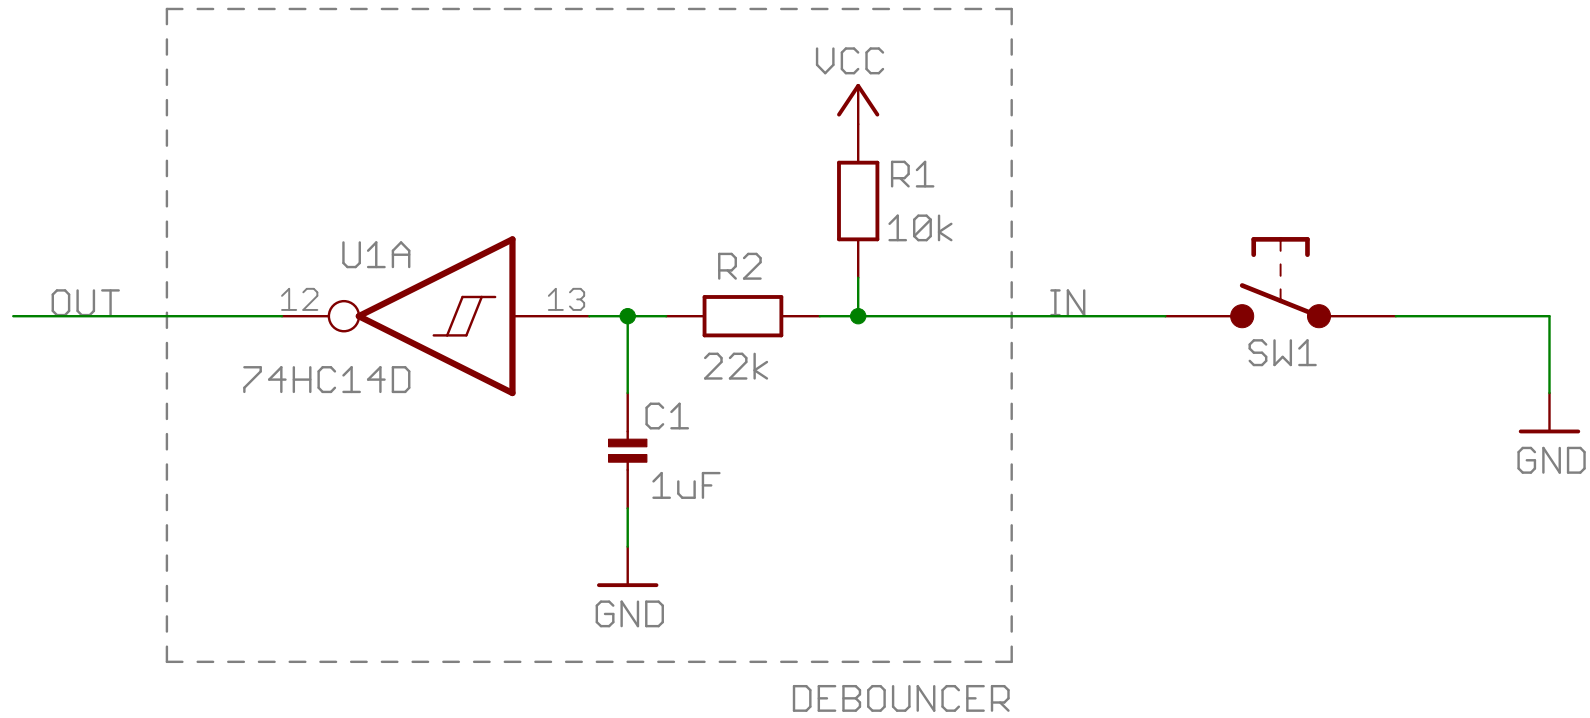 VCC
R1
10k
U1A
R2
OUT
12
13
IN
22k
SW1
74HC14D
C1
1uF
GND
GND
DEBOUNCER